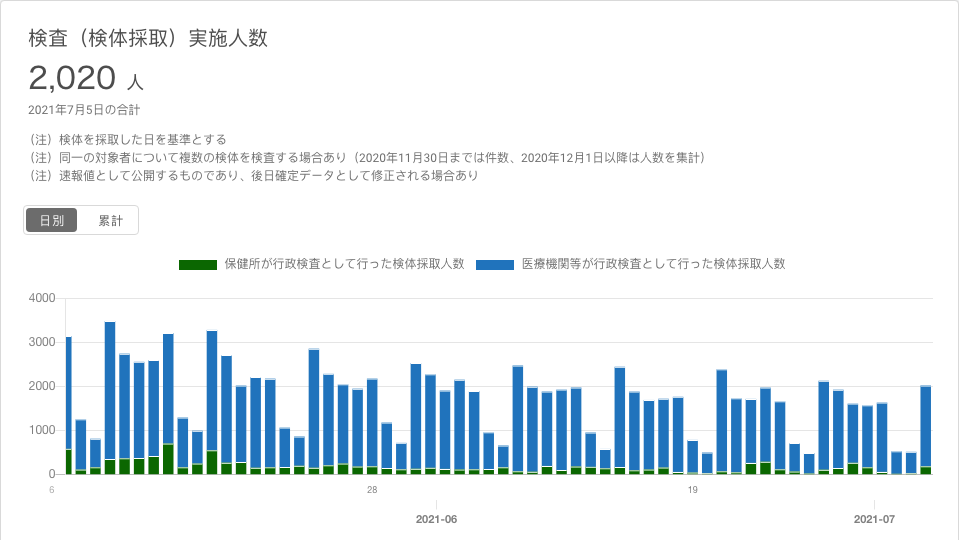 検査（検体採取）実施人数
2,020 人
2021年7月5日の合計
（注）検体を採取した日を基準とする
（注）同一の対象者について複数の検体を検査する場合あり（2020年11月30日までは件数、2020年12月1日以降は人数を集計）
（注）速報値として公開するものであり、後日確定データとして修正される場合あり
日別 累計
保健所が行政検査として行った検体採取人数 医療機関等が行政検査として行った検体採取人数
4000
3000
2000
1000
0
6 28 19
2021-06 2021-07